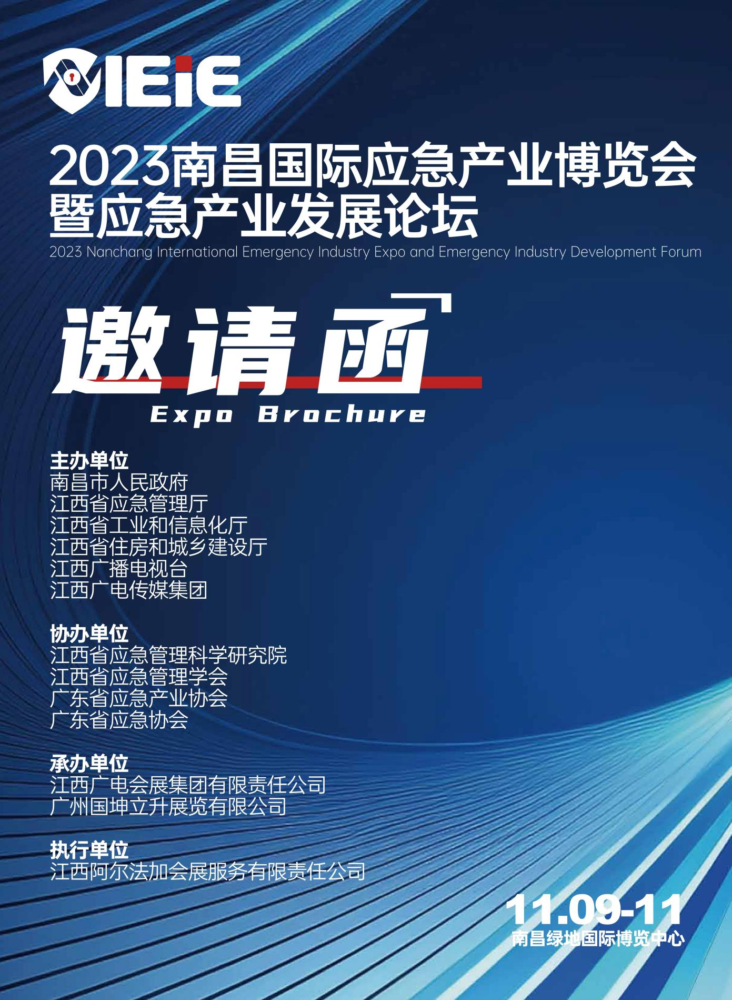 IEIE
2023南昌国际应急产业博览会
暨应急产业发展论坛
2023 Nanchang International Emergency Industry Expo and Emergency Industry Development Forum
邀请函
Expo Brochure
主办单位
南昌市人民政府
江西省应急管理厅
江西省工业和信息化厅
江西省住房和城乡建设厅
江西广播电视台
江西广电传媒集团
协办单位
江西省应急管理科学研究院
江西省应急管理学会
广东省应急产业协会
广东省应急协会
承办单位
江西广电会展集团有限责任公司
广州国坤立升展览有限公司
执行单位
江西阿尔法加会展服务有限责任公司
11.09-11
南昌绿地国际博览中心